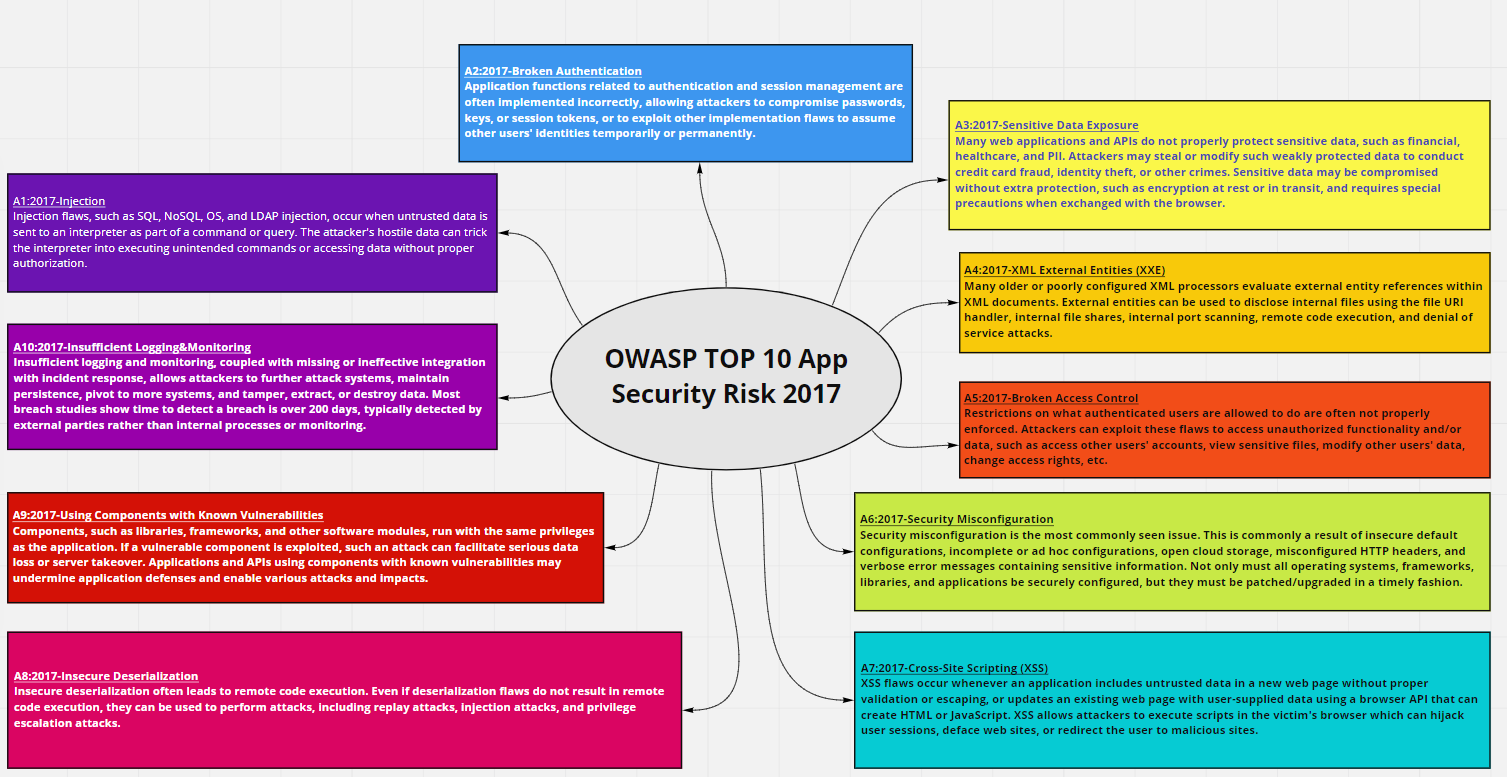 OWASP TOP 10 App
Security Risk 2017
A1:2017-Injection
Injection flaws, such as SQL, NoSQL, OS, and LDAP injection, occur when untrusted data is
sent to an interpreter as part of a command or query. The attacker's hostile data can trick
the interpreter into executing unintended commands or accessing data without proper
authorization.
A2:2017-Broken Authentication
Application functions related to authentication and session management are
often implemented incorrectly, allowing attackers to compromise passwords,
keys, or session tokens, or to exploit other implementation flaws to assume
other users' identities temporarily or permanently.
A3:2017-Sensitive Data Exposure
Many web applications and APIs do not properly protect sensitive data, such as financial,
healthcare, and PII. Attackers may steal or modify such weakly protected data to conduct
credit card fraud, identity theft, or other crimes. Sensitive data may be compromised
without extra protection, such as encryption at rest or in transit, and requires special
precautions when exchanged with the browser.
A4:2017-XML External Entities (XXE)
Many older or poorly configured XML processors evaluate external entity references within
XML documents. External entities can be used to disclose internal files using the file URI
handler, internal file shares, internal port scanning, remote code execution, and denial of
service attacks.
A5:2017-Broken Access Control
Restrictions on what authenticated users are allowed to do are often not properly
enforced. Attackers can exploit these flaws to access unauthorized functionality and/or
data, such as access other users' accounts, view sensitive files, modify other users' data,
change access rights, etc.
A6:2017-Security Misconfiguration
Security misconfiguration is the most commonly seen issue. This is commonly a result of insecure default
configurations, incomplete or ad hoc configurations, open cloud storage, misconfigured HTTP headers, and
verbose error messages containing sensitive information. Not only must all operating systems, frameworks,
libraries, and applications be securely configured, but they must be patched/upgraded in a timely fashion.
A7:2017-Cross-Site Scripting (XSS)
XSS flaws occur whenever an application includes untrusted data in a new web page without proper
validation or escaping, or updates an existing web page with user-supplied data using a browser API that can
create HTML or JavaScript. XSS allows attackers to execute scripts in the victim's browser which can hijack
user sessions, deface web sites, or redirect the user to malicious sites.
A8:2017-Insecure Deserialization
Insecure deserialization often leads to remote code execution. Even if deserialization flaws do not result in remote
code execution, they can be used to perform attacks, including replay attacks, injection attacks, and privilege
escalation attacks.
A9:2017-Using Components with Known Vulnerabilities
Components, such as libraries, frameworks, and other software modules, run with the same privileges
as the application. If a vulnerable component is exploited, such an attack can facilitate serious data
loss or server takeover. Applications and APIs using components with known vulnerabilities may
undermine application defenses and enable various attacks and impacts.
A10:2017-Insufficient Logging&Monitoring
Insufficient logging and monitoring, coupled with missing or ineffective integration
with incident response, allows attackers to further attack systems, maintain
persistence, pivot to more systems, and tamper, extract, or destroy data. Most
breach studies show time to detect a breach is over 200 days, typically detected by
external parties rather than internal processes or monitoring.